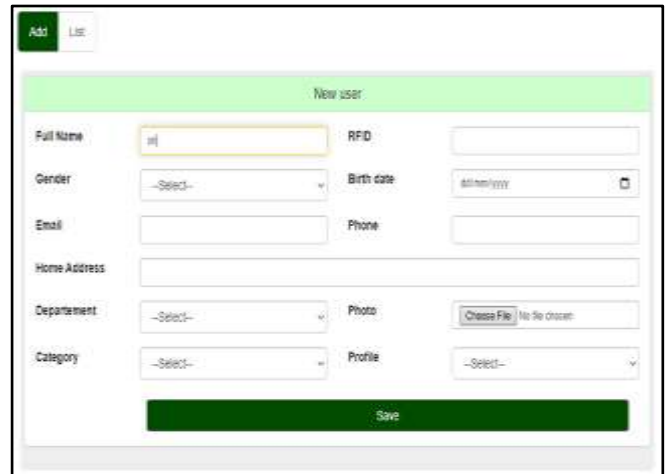 Add List
New user
Full Name RFID
Gender --Select-- Birth date dd/mm/yyyy
Email Phone
Home Address
Departement --Select-- Photo Choose File No file chosen
Category --Select-- Profile --Select--
Save